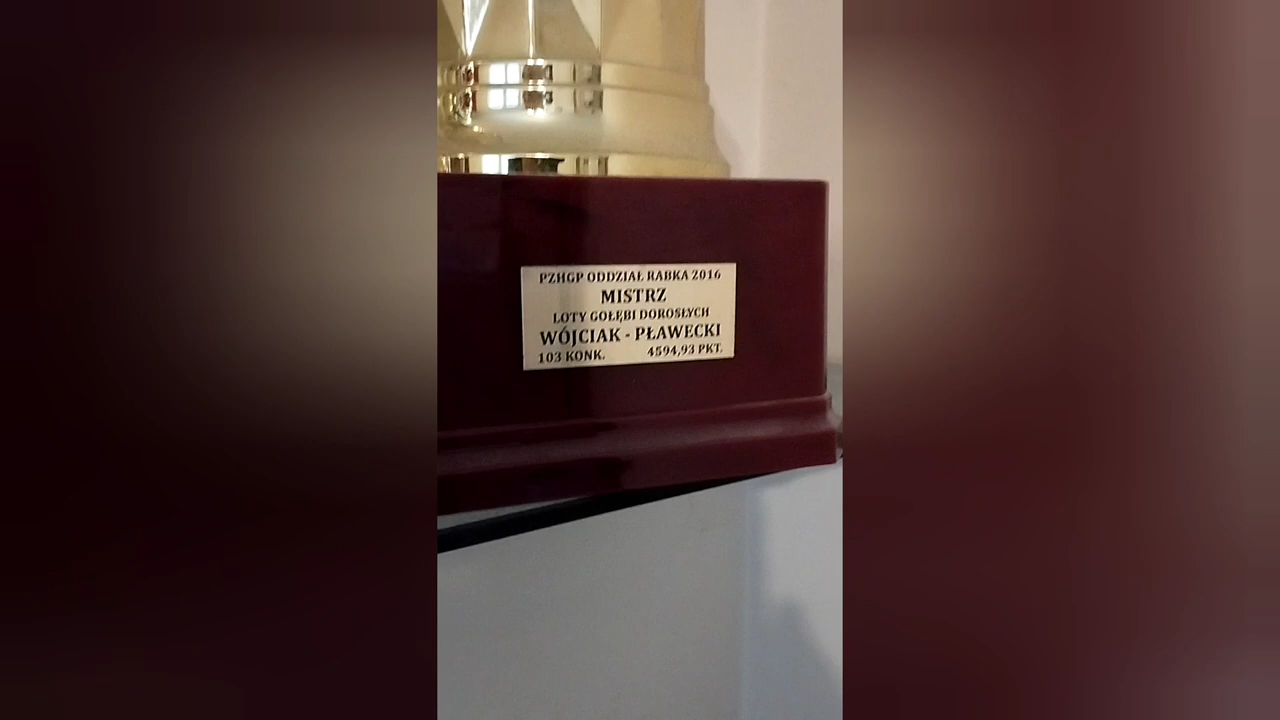 PZHGP ODDZIAŁ RABKA 2016
MISTRZ
LOTY GOŁĘBI DOROSŁYCH
WÓJCIAK - PŁAWECKI
103 KONK. 4594,93 PKT.